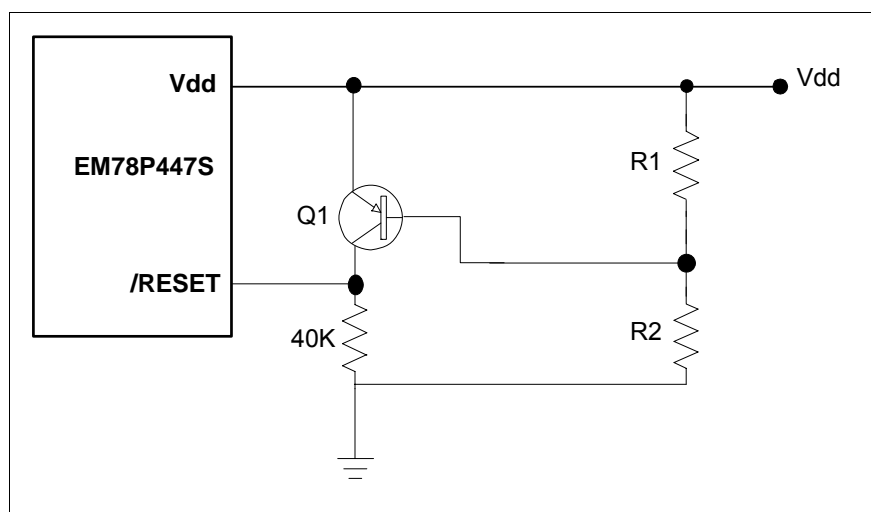 Vdd
Vdd
EM78P447S
R1
Q1
/RESET
40K
R2